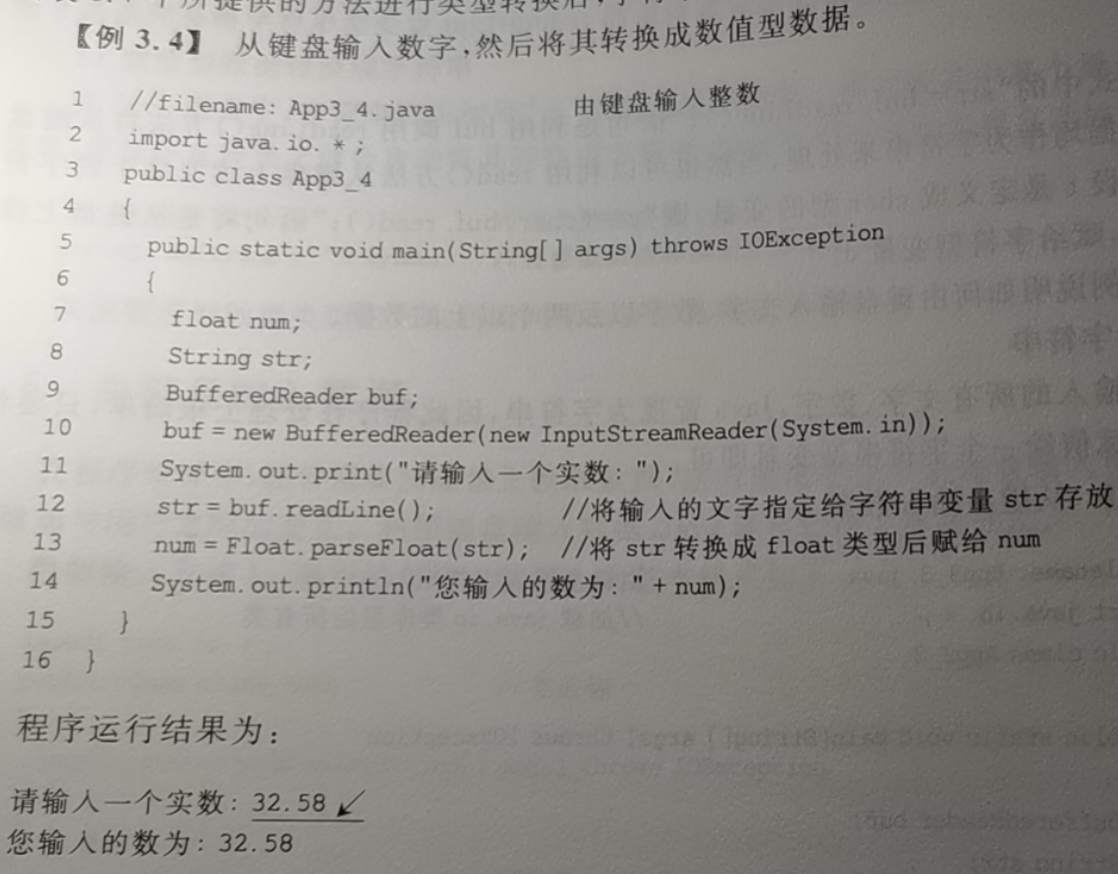 个所提供的方法进行类型转换后
【例 3.4】 从键盘输入数字,然后将其转换成数值型数据。
1 //filename: App3_4.java 由键盘输入整数
2 import java.io.*;
3 public class App3_4
4 {
5 public static void main(String[] args) throws IOException
6 {
7 float num;
8 String str;
9 BufferedReader buf;
10 buf = new BufferedReader(new InputStreamReader(System.in));
11 System.out.print("请输入一个实数:");
12 str = buf.readLine(); //将输入的文字指定给字符串变量 str 存放
13 num = Float.parseFloat(str); //将 str 转换成 float 类型后赋给 num
14 System.out.println("您输入的数为:" + num);
15 }
16 }
程序运行结果为:
请输入一个实数: 32.58↙
您输入的数为: 32.58